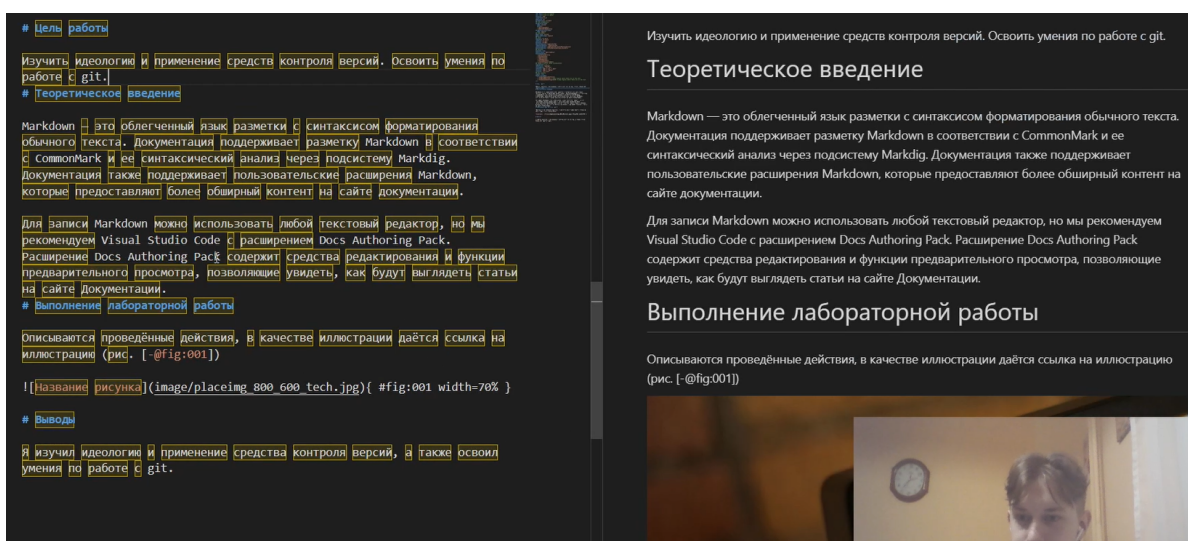 # Цель работы
Изучить идеологию и применение средств контроля версий. Освоить умения по
работе с git.
# Теоретическое введение
Markdown — это облегченный язык разметки с синтаксисом форматирования
обычного текста. Документация поддерживает разметку Markdown в соответствии
с CommonMark и ее синтаксический анализ через подсистему Markdig.
Документация также поддерживает пользовательские расширения Markdown,
которые предоставляют более обширный контент на сайте документации.
Для записи Markdown можно использовать любой текстовый редактор, но мы
рекомендуем Visual Studio Code с расширением Docs Authoring Pack.
Расширение Docs Authoring Pack содержит средства редактирования и функции
предварительного просмотра, позволяющие увидеть, как будут выглядеть статьи
на сайте Документации.
# Выполнение лабораторной работы
Описываются проведённые действия, в качестве иллюстрации даётся ссылка на
иллюстрацию (рис. [-@fig:001])
![Название рисунка](image/placeimg_800_600_tech.jpg){ #fig:001 width=70% }
# Выводы
Я изучил идеологию и применение средства контроля версий, а также освоил
умения по работе с git.
Изучить идеологию и применение средств контроля версий. Освоить умения по работе с git.
Теоретическое введение
Markdown — это облегченный язык разметки с синтаксисом форматирования обычного текста.
Документация поддерживает разметку Markdown в соответствии с CommonMark и ее
синтаксический анализ через подсистему Markdig. Документация также поддерживает
пользовательские расширения Markdown, которые предоставляют более обширный контент на
сайте документации.
Для записи Markdown можно использовать любой текстовый редактор, но мы рекомендуем
Visual Studio Code с расширением Docs Authoring Pack. Расширение Docs Authoring Pack
содержит средства редактирования и функции предварительного просмотра, позволяющие
увидеть, как будут выглядеть статьи на сайте Документации.
Выполнение лабораторной работы
Описываются проведённые действия, в качестве иллюстрации даётся ссылка на иллюстрацию
(рис. [-@fig:001])